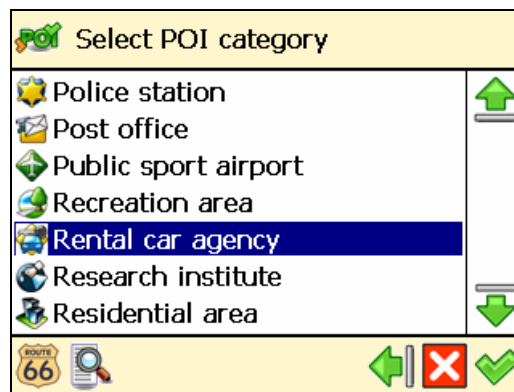 POI Select POI category
Police station
Post office
Public sport airport
Recreation area
Rental car agency
Research institute
Residential area
ROUTE
66